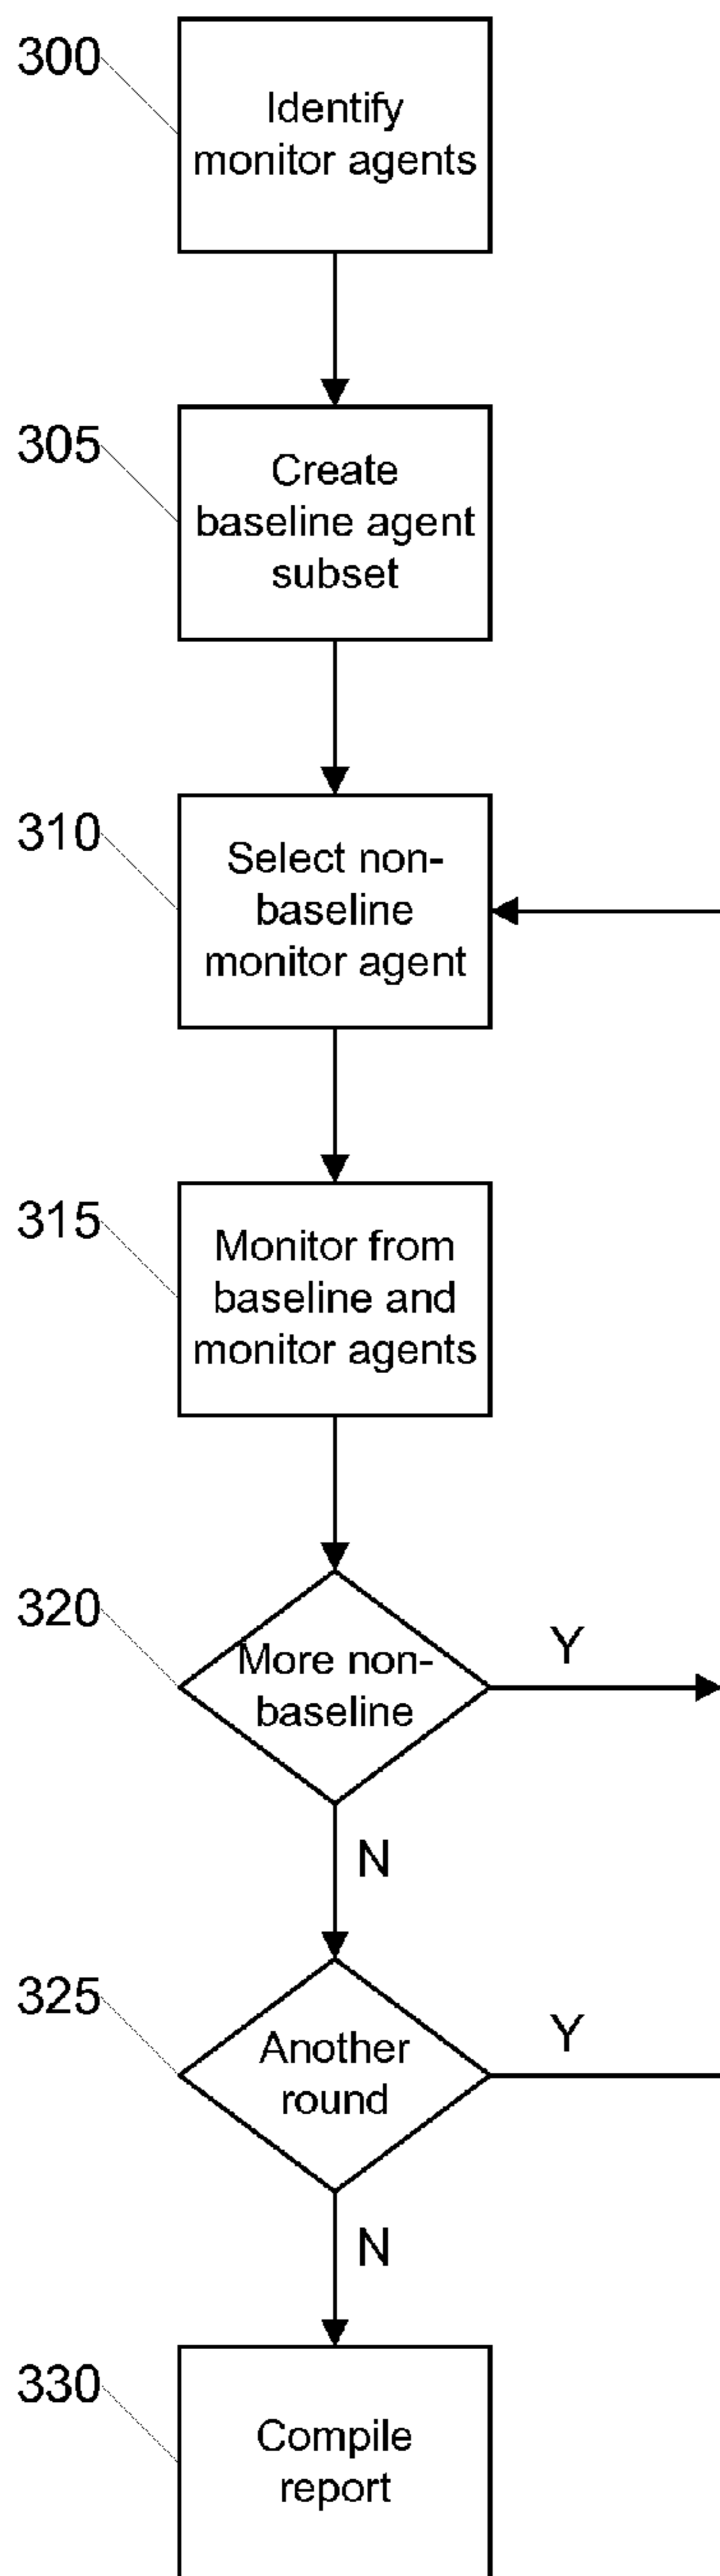 300
Identify
monitor agents
305
Create
baseline agent
subset
310
Select non-
baseline
monitor agent
315
Monitor from
baseline and
monitor agents
320
More non-
baseline
Y
N
325
Another
round
Y
N
330
Compile
report